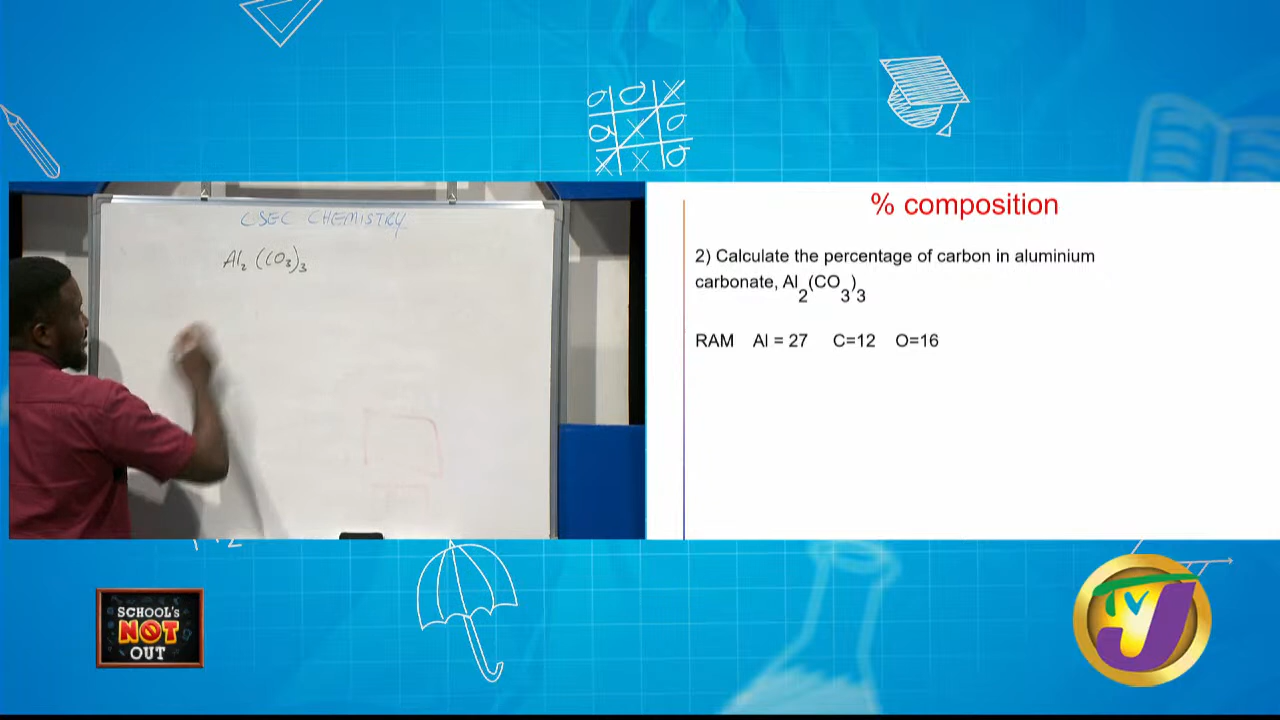 CSEC CHEMISTRY
Al₂(CO₃)₃
% composition
2) Calculate the percentage of carbon in aluminium
carbonate, Al₂(CO₃)₃
RAM Al = 27 C=12 O=16
SCHOOL's
NOT
OUT
TVJ